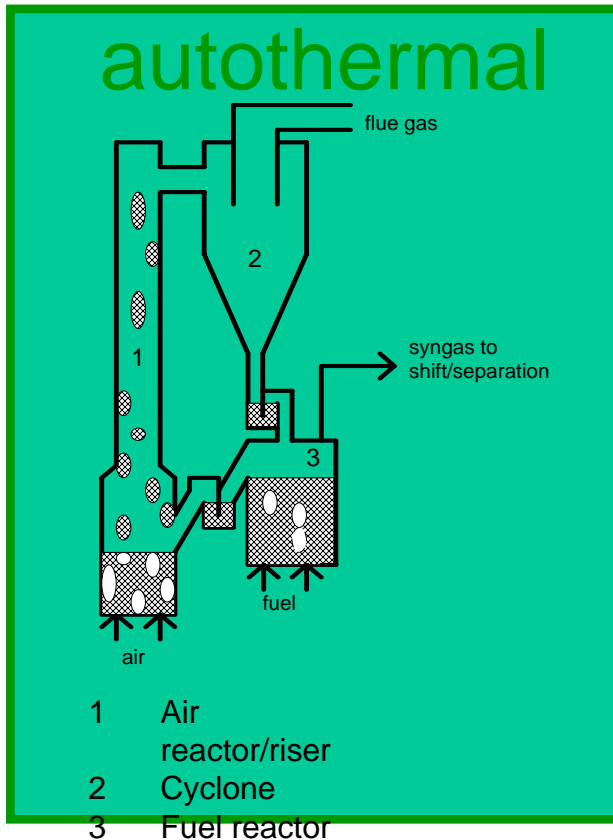 autothermal
flue gas
2
1
syngas to
shift/separation
3
fuel
air
1 Air
reactor/riser
2 Cyclone
3 Fuel reactor